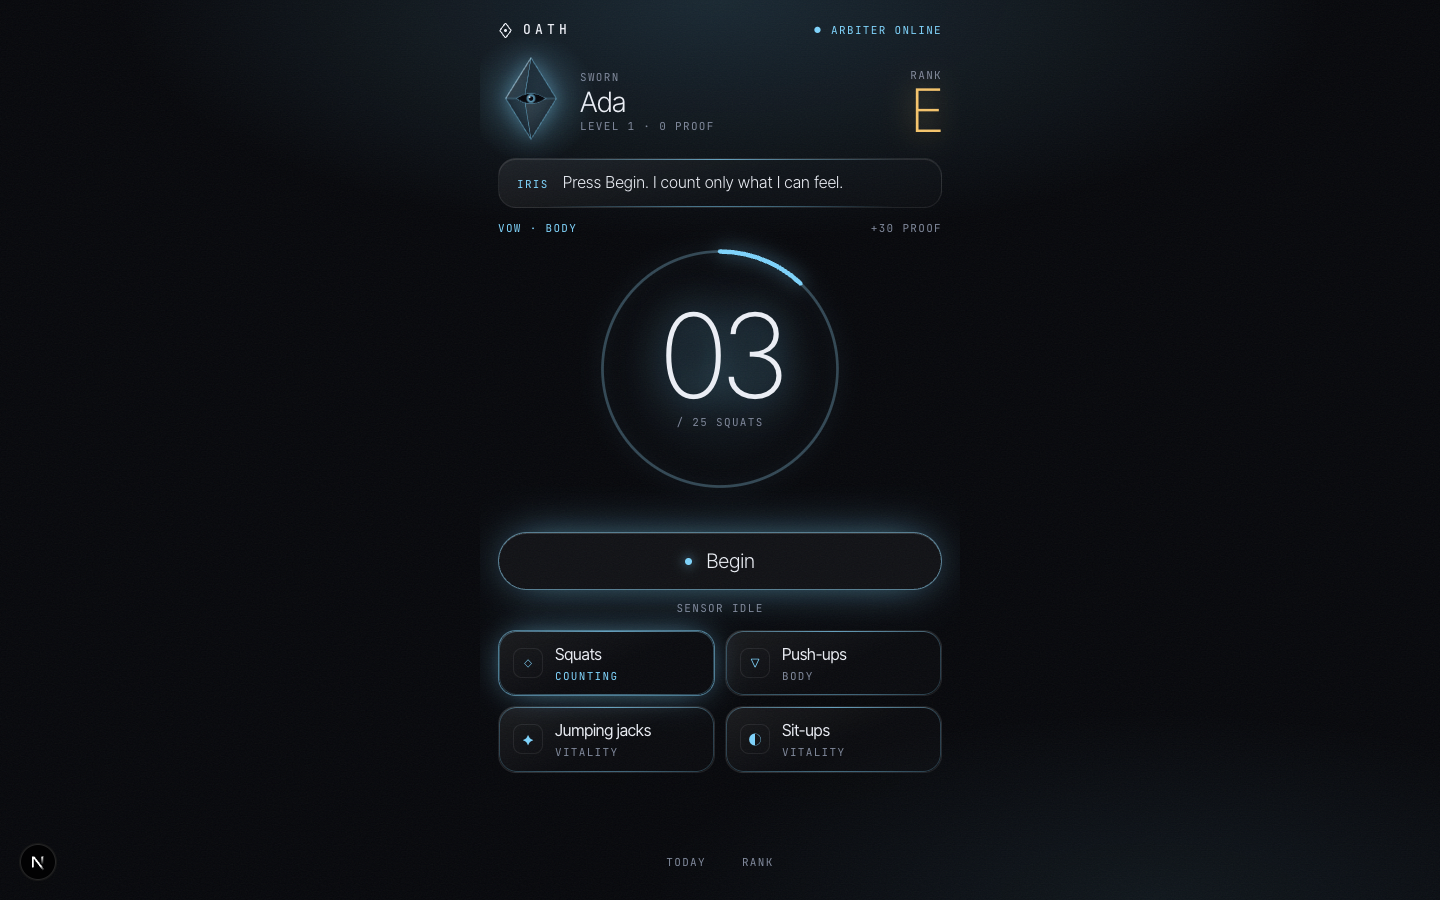 OATH
ARBITER ONLINE
SWORN
Ada
LEVEL 1 · 0 PROOF
RANK
E
IRIS Press Begin. I count only what I can feel.
VOW · BODY
+30 PROOF
03
/ 25 SQUATS
Begin
SENSOR IDLE
Squats
COUNTING
Push-ups
BODY
Jumping jacks
VITALITY
Sit-ups
VITALITY
N
TODAY
RANK